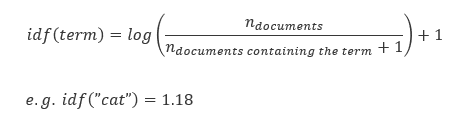 idf(term) = log(n_documents / (n_documents containing the term + 1)) + 1
e.g. idf("cat") = 1.18